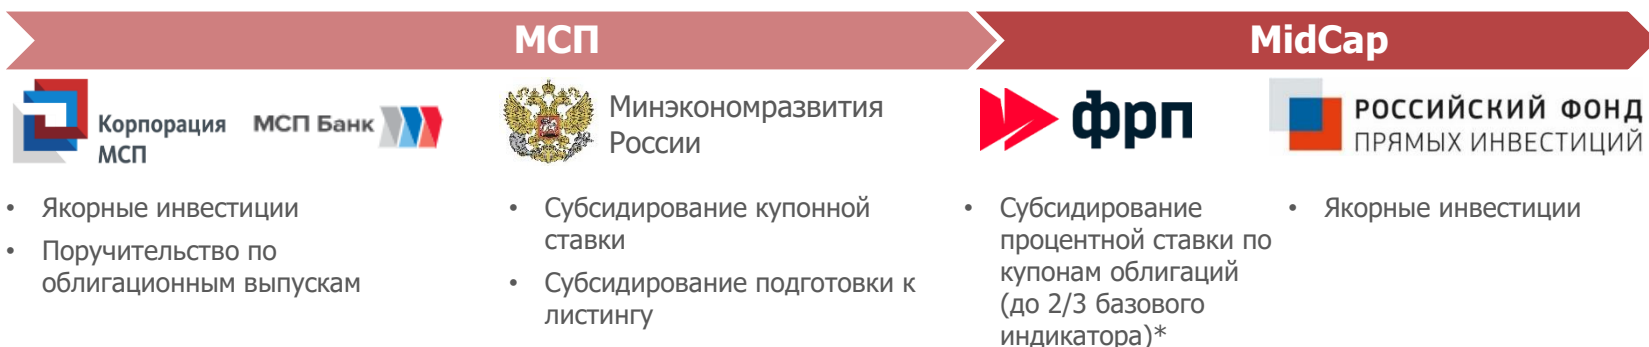 МСП
MidCap
Корпорация
МСП
МСП Банк
Минэкономразвития
России
фрп
РОССИЙСКИЙ ФОНД
ПРЯМЫХ ИНВЕСТИЦИЙ
• Якорные инвестиции
• Поручительство по
облигационным выпускам
• Субсидирование купонной
ставки
• Субсидирование подготовки к
листингу
• Субсидирование
процентной ставки по
купонам облигаций
(до 2/3 базового
индикатора)*
• Якорные инвестиции